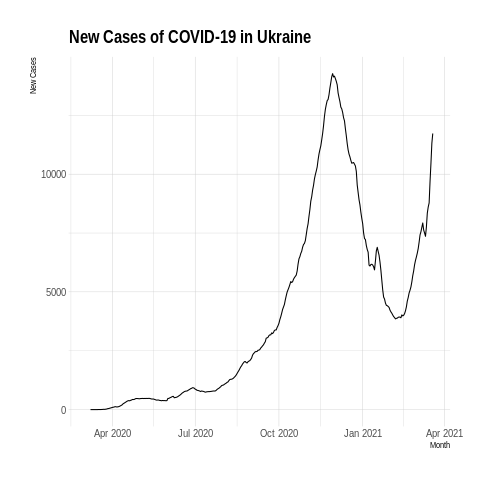 New Cases of COVID-19 in Ukraine
New Cases
10000
5000
0
Apr 2020 Jul 2020 Oct 2020 Jan 2021 Apr 2021
Month